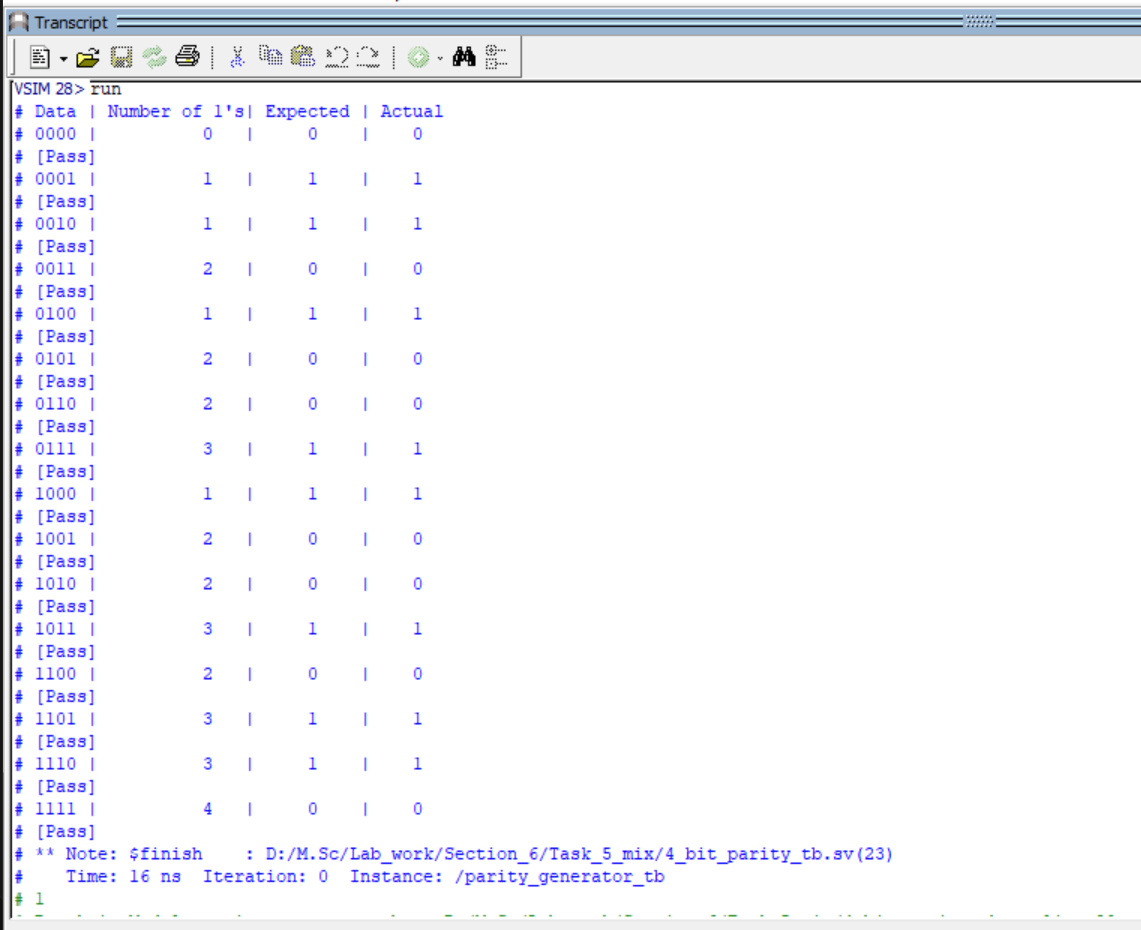 Transcript
VSIM 28> run
# Data | Number of 1's| Expected | Actual
# 0000 | 0 | 0 | 0
# [Pass]
# 0001 | 1 | 1 | 1
# [Pass]
# 0010 | 1 | 1 | 1
# [Pass]
# 0011 | 2 | 0 | 0
# [Pass]
# 0100 | 1 | 1 | 1
# [Pass]
# 0101 | 2 | 0 | 0
# [Pass]
# 0110 | 2 | 0 | 0
# [Pass]
# 0111 | 3 | 1 | 1
# [Pass]
# 1000 | 1 | 1 | 1
# [Pass]
# 1001 | 2 | 0 | 0
# [Pass]
# 1010 | 2 | 0 | 0
# [Pass]
# 1011 | 3 | 1 | 1
# [Pass]
# 1100 | 2 | 0 | 0
# [Pass]
# 1101 | 3 | 1 | 1
# [Pass]
# 1110 | 3 | 1 | 1
# [Pass]
# 1111 | 4 | 0 | 0
# [Pass]
# ** Note: $finish : D:/M.Sc/Lab_work/Section_6/Task_5_mix/4_bit_parity_tb.sv(23)
# Time: 16 ns Iteration: 0 Instance: /parity_generator_tb
# 1